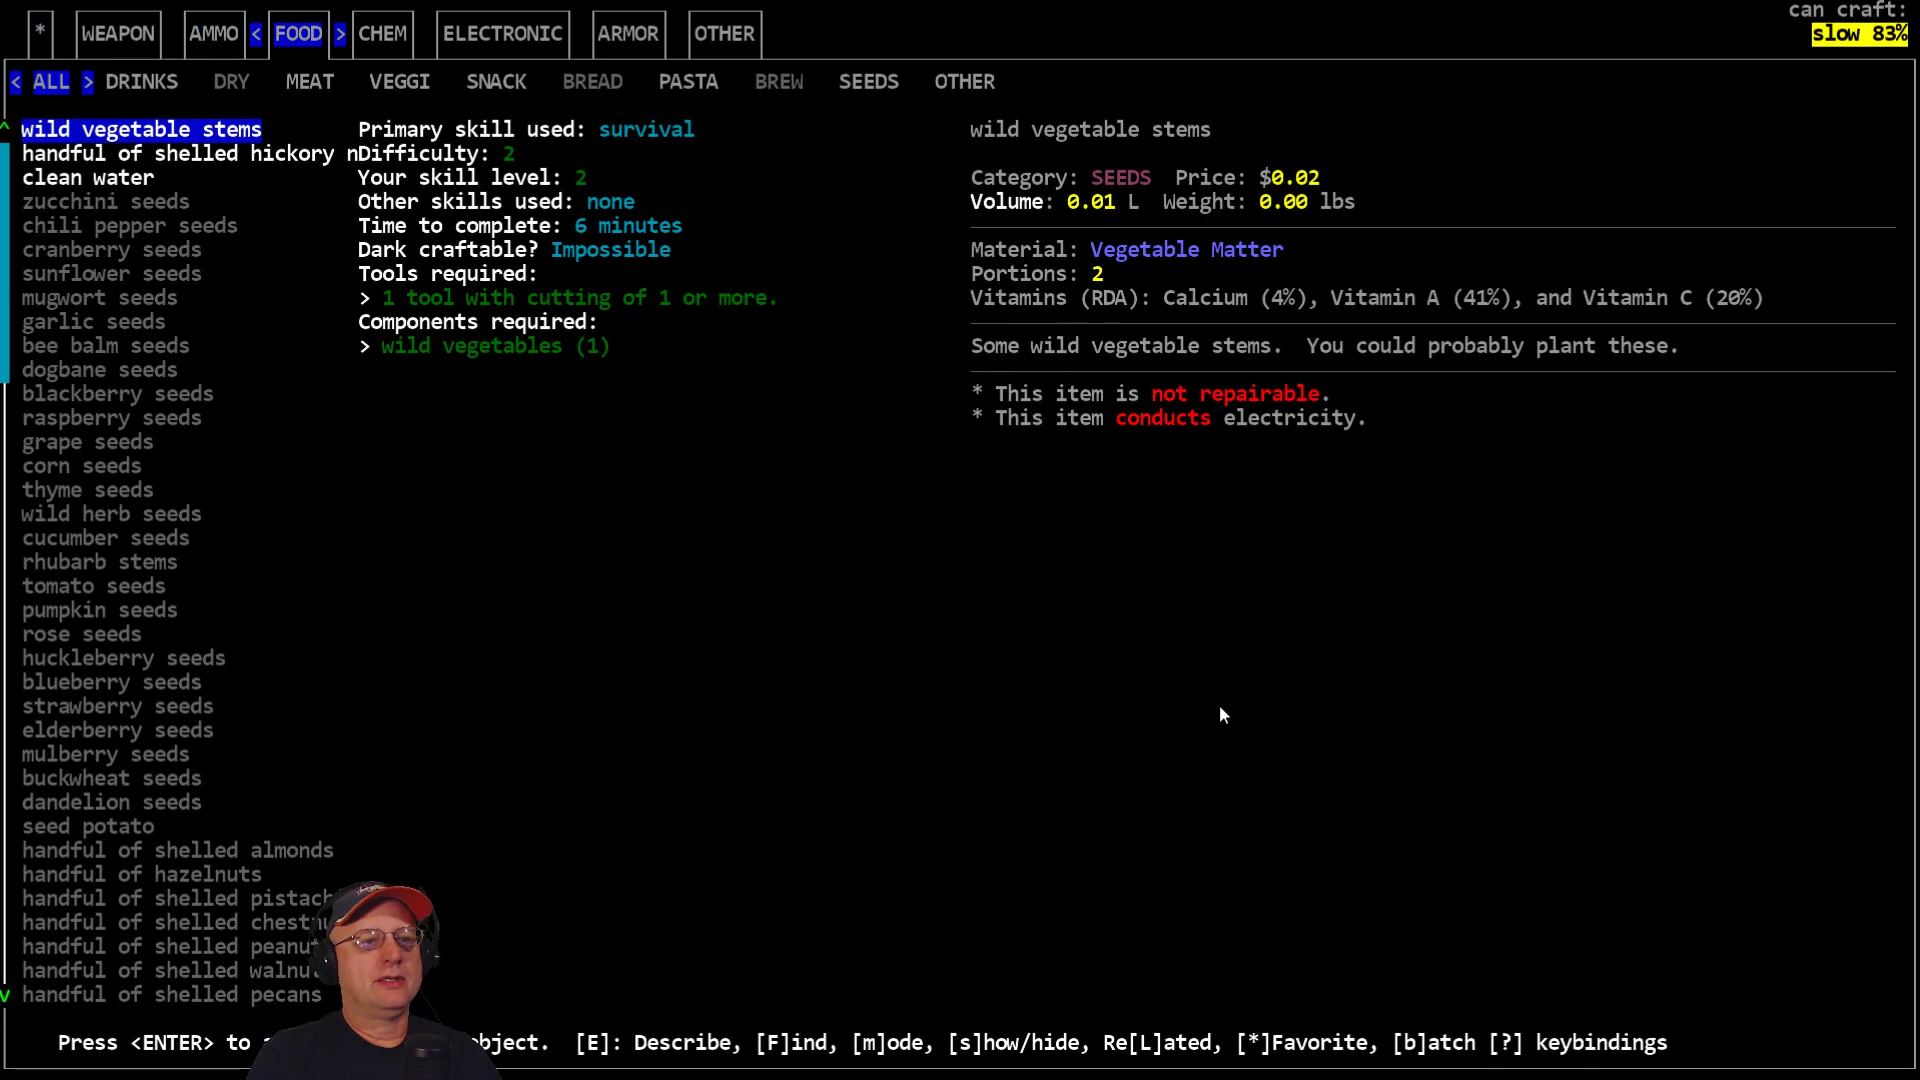 can craft:
* WEAPON AMMO < FOOD > CHEM ELECTRONIC ARMOR OTHER slow 83%
< ALL > DRINKS DRY MEAT VEGGI SNACK BREAD PASTA BREW SEEDS OTHER
^ wild vegetable stems
handful of shelled hickory n
clean water
zucchini seeds
chili pepper seeds
cranberry seeds
sunflower seeds
mugwort seeds
garlic seeds
bee balm seeds
dogbane seeds
blackberry seeds
raspberry seeds
grape seeds
corn seeds
thyme seeds
wild herb seeds
cucumber seeds
rhubarb stems
tomato seeds
pumpkin seeds
rose seeds
huckleberry seeds
blueberry seeds
strawberry seeds
elderberry seeds
mulberry seeds
buckwheat seeds
dandelion seeds
seed potato
handful of shelled almonds
handful of hazelnuts
handful of shelled pistach
handful of shelled chestn
handful of shelled peanu
handful of shelled walnu
v handful of shelled pecans
Primary skill used: survival
Difficulty: 2
Your skill level: 2
Other skills used: none
Time to complete: 6 minutes
Dark craftable? Impossible
Tools required:
> 1 tool with cutting of 1 or more.
Components required:
> wild vegetables (1)
wild vegetable stems
Category: SEEDS Price: $0.02
Volume: 0.01 L Weight: 0.00 lbs
Material: Vegetable Matter
Portions: 2
Vitamins (RDA): Calcium (4%), Vitamin A (41%), and Vitamin C (20%)
Some wild vegetable stems. You could probably plant these.
* This item is not repairable.
* This item conducts electricity.
Press <ENTER> to object. [E]: Describe, [F]ind, [m]ode, [s]how/hide, Re[L]ated, [*]Favorite, [b]atch [?] keybindings